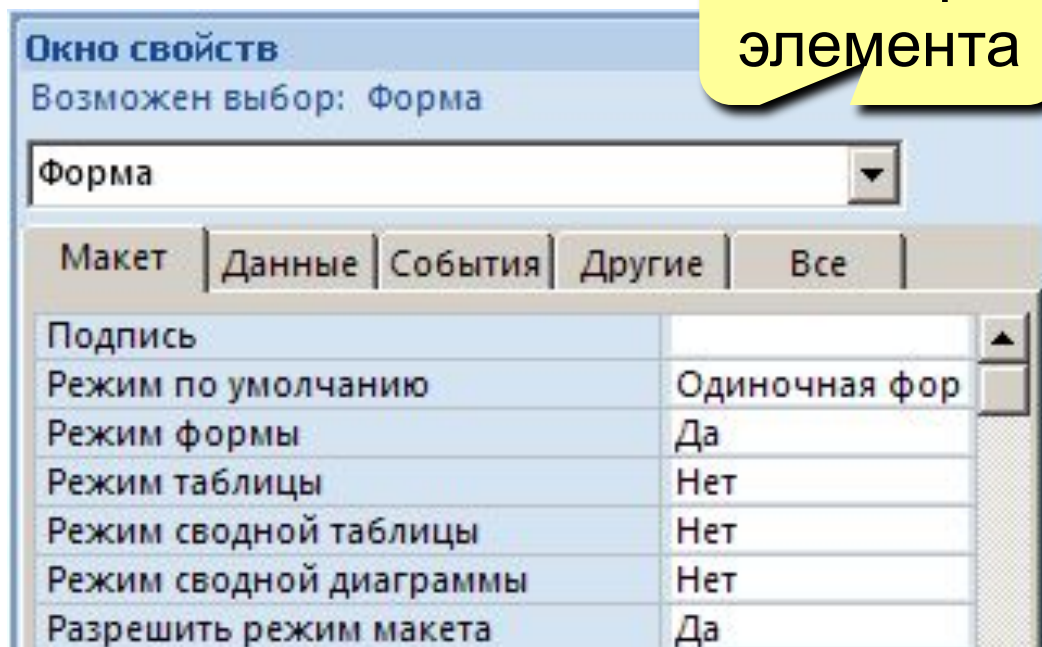 элемента
Окно свойств
Возможен выбор: Форма
Форма
Макет Данные События Другие Все
Подпись
Режим по умолчанию Одиночная фор
Режим формы Да
Режим таблицы Нет
Режим сводной таблицы Нет
Режим сводной диаграммы Нет
Разрешить режим макета Да